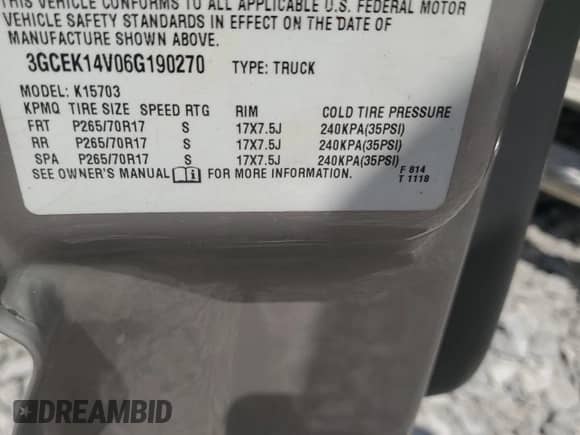 THIS VEHICLE CONFORMS TO ALL APPLICABLE U.S. FEDERAL MOTOR
VEHICLE SAFETY STANDARDS IN EFFECT ON THE DATE OF
MANUFACTURE SHOWN ABOVE.
3GCEK14V06G190270 TYPE: TRUCK
MODEL: K15703
KPMQ TIRE SIZE SPEED RTG RIM COLD TIRE PRESSURE
FRT P265/70R17 S 17X7.5J 240KPA(35PSI)
RR P265/70R17 S 17X7.5J 240KPA(35PSI)
SPA P265/70R17 S 17X7.5J 240KPA(35PSI)
SEE OWNER'S MANUAL FOR MORE INFORMATION.
F 814
T 1118
DREAMBID